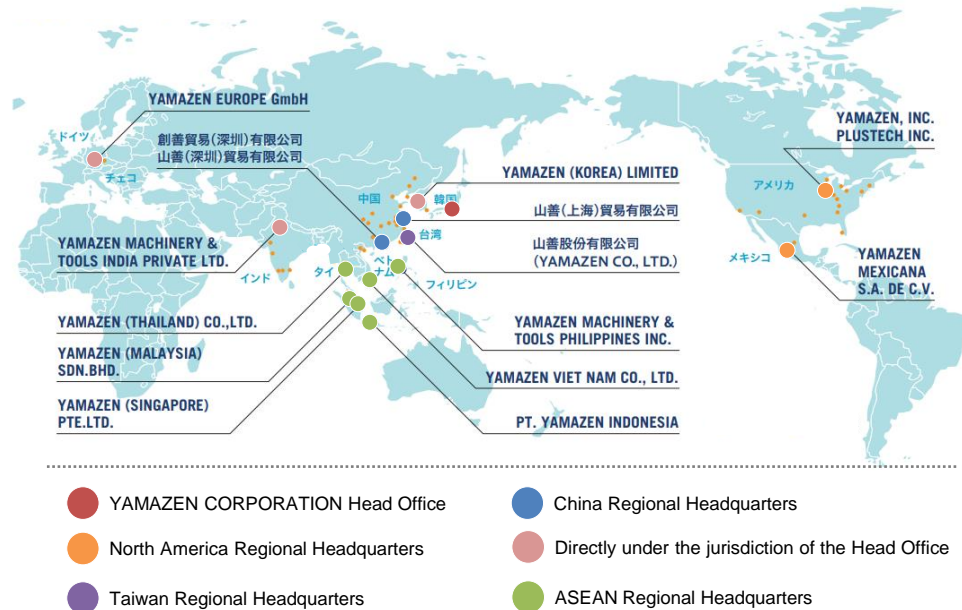 YAMAZEN EUROPE GmbH
ドイツ
チェコ
創善貿易(深圳)有限公司
山善(深圳)貿易有限公司
YAMAZEN, INC.
PLUSTECH INC.
アメリカ
YAMAZEN (KOREA) LIMITED
中国
韓国
山善(上海)貿易有限公司
台湾
山善股份有限公司
(YAMAZEN CO., LTD.)
YAMAZEN MACHINERY &
TOOLS INDIA PRIVATE LTD.
インド
タイ
ベト
ナム
フィリピン
メキシコ
YAMAZEN
MEXICANA
S.A. DE C.V.
YAMAZEN (THAILAND) CO.,LTD.
YAMAZEN MACHINERY &
TOOLS PHILIPPINES INC.
YAMAZEN (MALAYSIA)
SDN.BHD.
YAMAZEN VIET NAM CO., LTD.
YAMAZEN (SINGAPORE)
PTE.LTD.
PT. YAMAZEN INDONESIA
YAMAZEN CORPORATION Head Office
China Regional Headquarters
North America Regional Headquarters
Directly under the jurisdiction of the Head Office
Taiwan Regional Headquarters
ASEAN Regional Headquarters